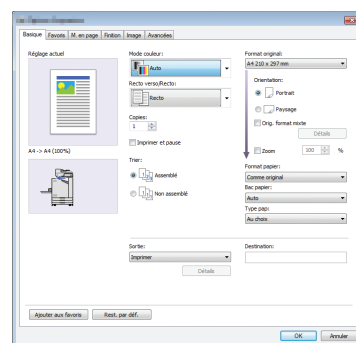 Basique Favoris M. en page Finition Image Avancées
Réglage actuel
A4 -> A4 (100%)
Mode couleur:
Auto
Recto verso/Recto:
Recto
Copies:
1
Imprimer et pause
Trier:
Assemblé
Non assemblé
Sortie:
Imprimer
Détails
Format original:
A4 210 x 297 mm
Orientation:
Portrait
Paysage
Orig. format mixte
Détails
Zoom 100 %
Format papier:
Comme original
Bac papier:
Auto
Type pap:
Au choix
Destination:
Ajouter aux favoris Rest. par déf.
OK Annuler